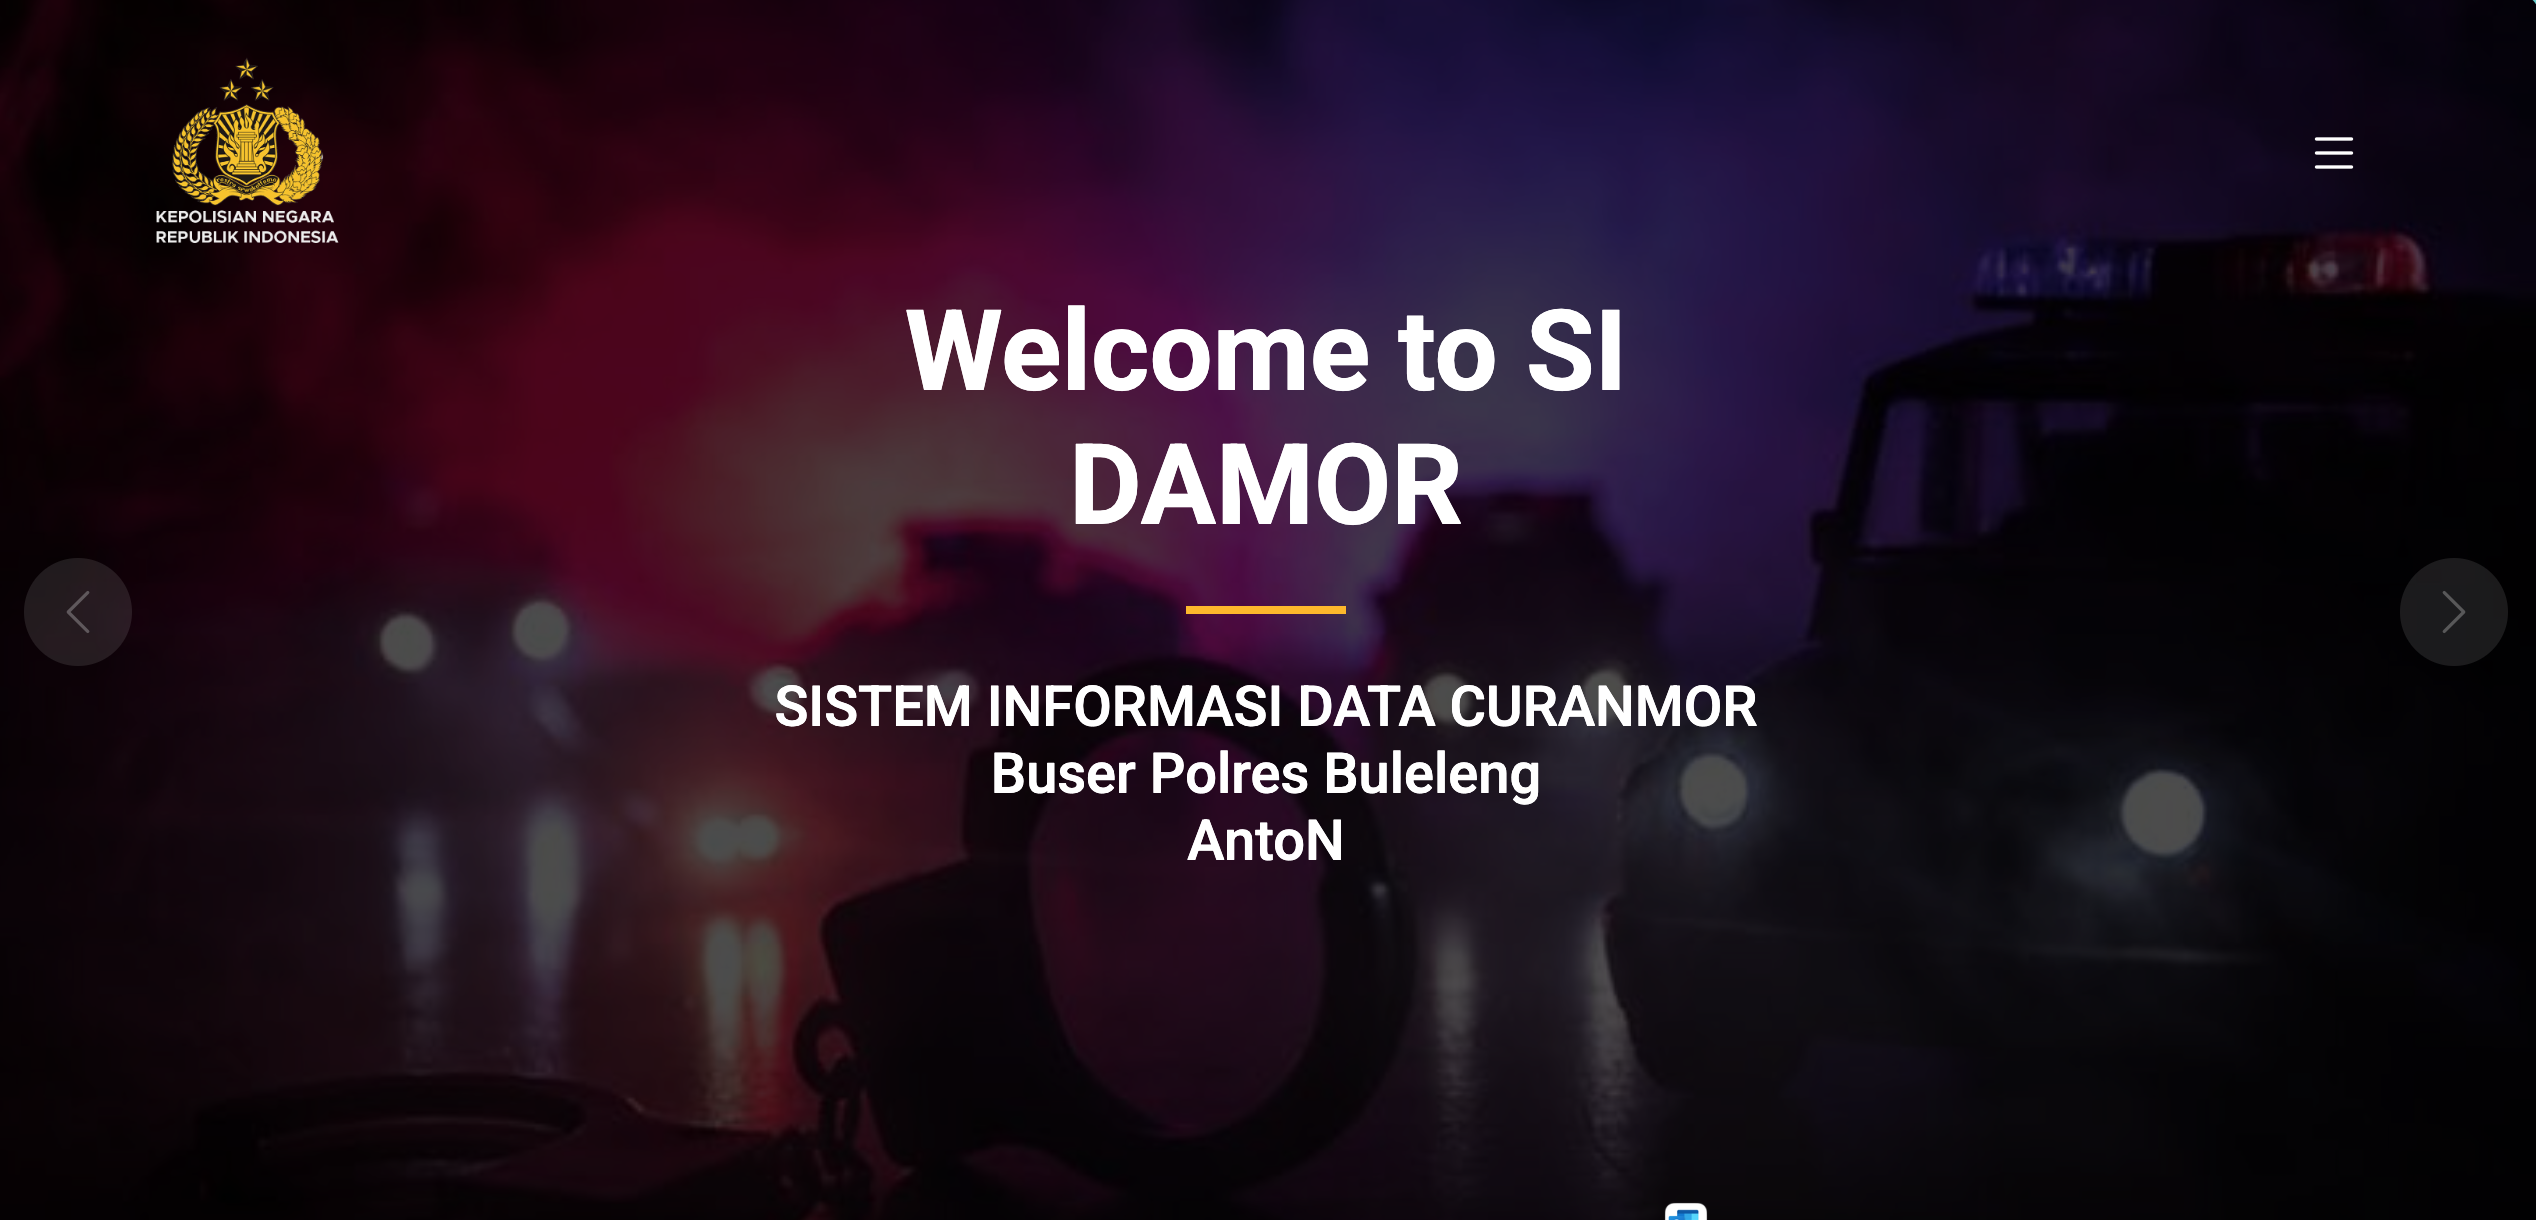 KEPOLISIAN NEGARA
REPUBLIK INDONESIA
Welcome to SI
DAMOR
SISTEM INFORMASI DATA CURANMOR
Buser Polres Buleleng
AntoN